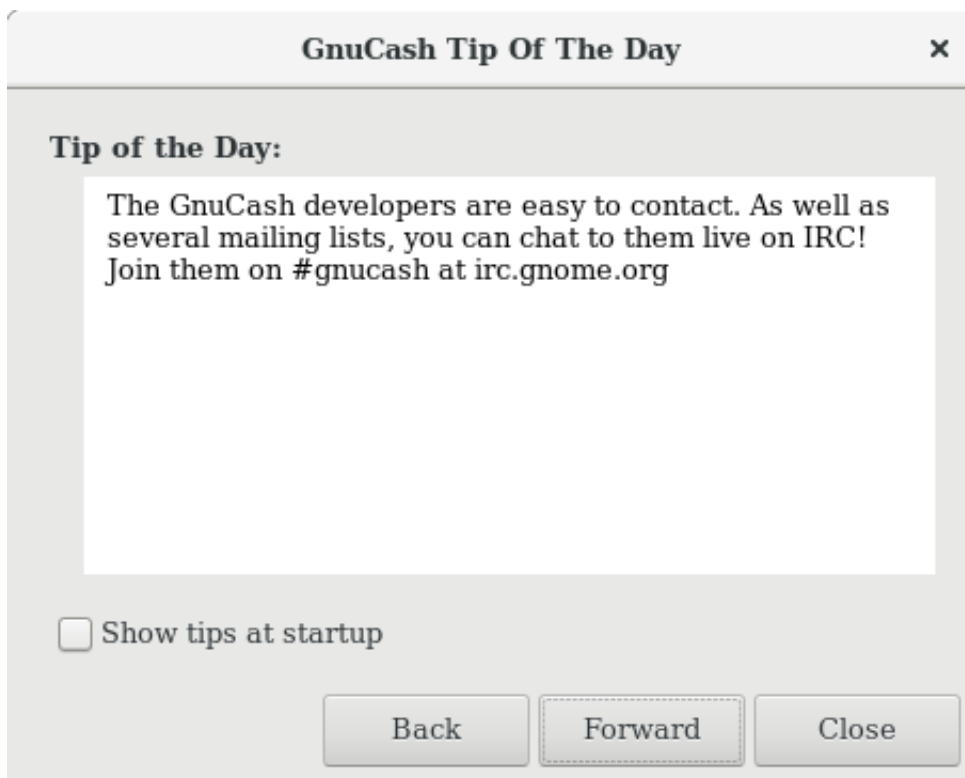 GnuCash Tip Of The Day
Tip of the Day:
The GnuCash developers are easy to contact. As well as
several mailing lists, you can chat to them live on IRC!
Join them on #gnucash at irc.gnome.org
Show tips at startup
Back Forward Close